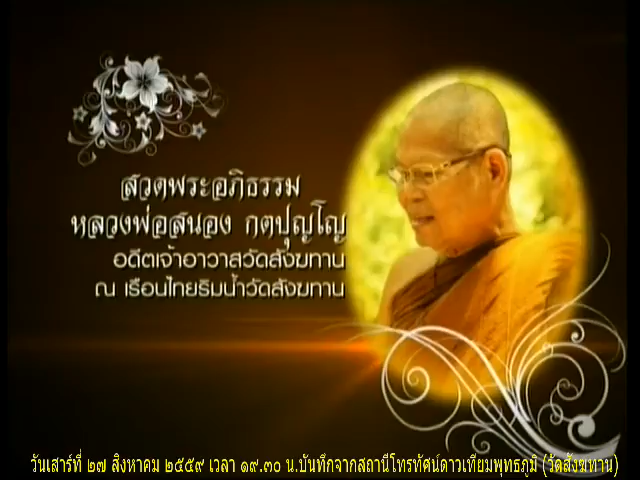 สวดพระอภิธรรม
หลวงพ่อสนอง กตปุญโญ
อดีตเจ้าอาวาสวัดสังฆทาน
ณ เรือนไทยริมน้ำวัดสังฆทาน
วันเสาร์ที่ ๒๗ สิงหาคม ๒๕๕๙ เวลา ๑๙.๓๐ น.บันทึกจากสถานีโทรทัศน์ดาวเทียมพุทธภูมิ (วัดสังฆทาน)